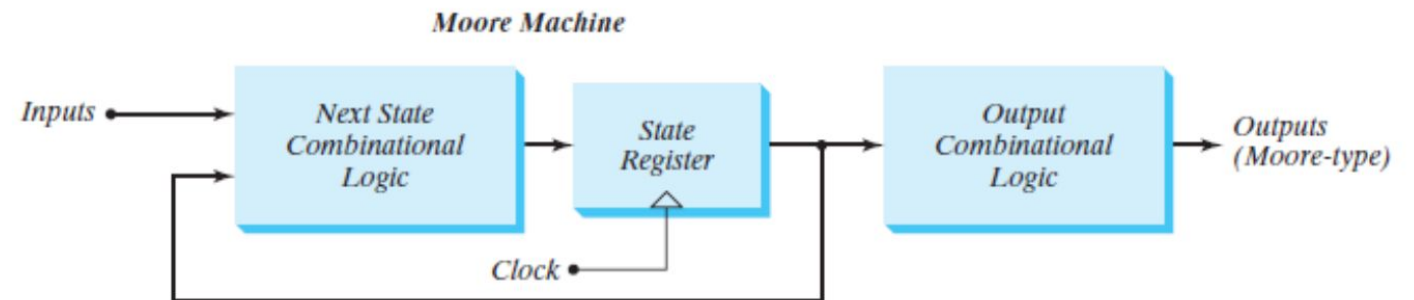 Moore Machine
Inputs
Next State
Combinational
Logic
State
Register
Output
Combinational
Logic
Outputs
(Moore-type)
Clock